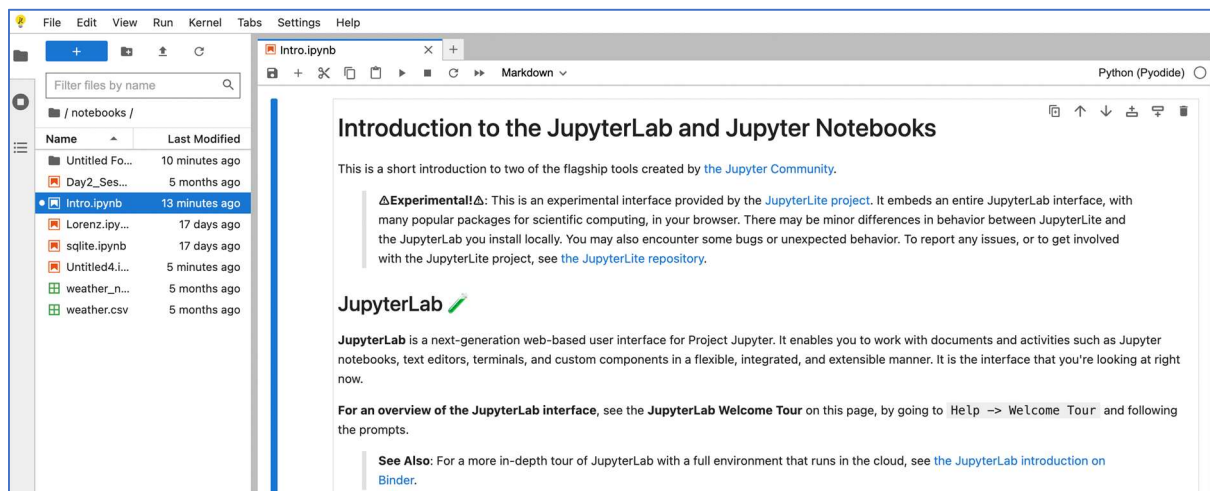 File Edit View Run Kernel Tabs Settings Help
+
Filter files by name
/ notebooks /
Name Last Modified
Untitled Fo... 10 minutes ago
Day2_Ses... 5 months ago
Intro.ipynb 13 minutes ago
Lorenz.ipy... 17 days ago
sqlite.ipynb 17 days ago
Untitled4.i... 5 minutes ago
weather_n... 5 months ago
weather.csv 5 months ago
Intro.ipynb × +
+ Markdown Python (Pyodide)
Introduction to the JupyterLab and Jupyter Notebooks
This is a short introduction to two of the flagship tools created by the Jupyter Community.
⚠Experimental!⚠: This is an experimental interface provided by the JupyterLite project. It embeds an entire JupyterLab interface, with
many popular packages for scientific computing, in your browser. There may be minor differences in behavior between JupyterLite and
the JupyterLab you install locally. You may also encounter some bugs or unexpected behavior. To report any issues, or to get involved
with the JupyterLite project, see the JupyterLite repository.
JupyterLab 🧪
JupyterLab is a next-generation web-based user interface for Project Jupyter. It enables you to work with documents and activities such as Jupyter
notebooks, text editors, terminals, and custom components in a flexible, integrated, and extensible manner. It is the interface that you're looking at right
now.
For an overview of the JupyterLab interface, see the JupyterLab Welcome Tour on this page, by going to Help -> Welcome Tour and following
the prompts.
See Also: For a more in-depth tour of JupyterLab with a full environment that runs in the cloud, see the JupyterLab introduction on
Binder.